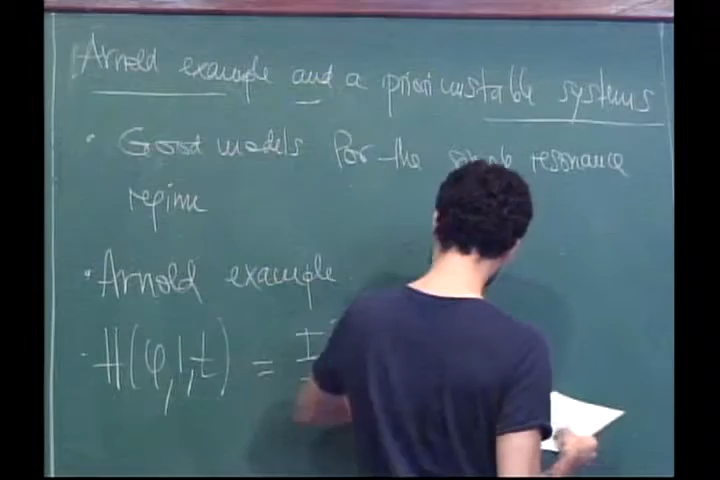 Arnold example and a priori unstable systems
• Good models for the resonance
regime
• Arnold example
H(φ,I,t) = I